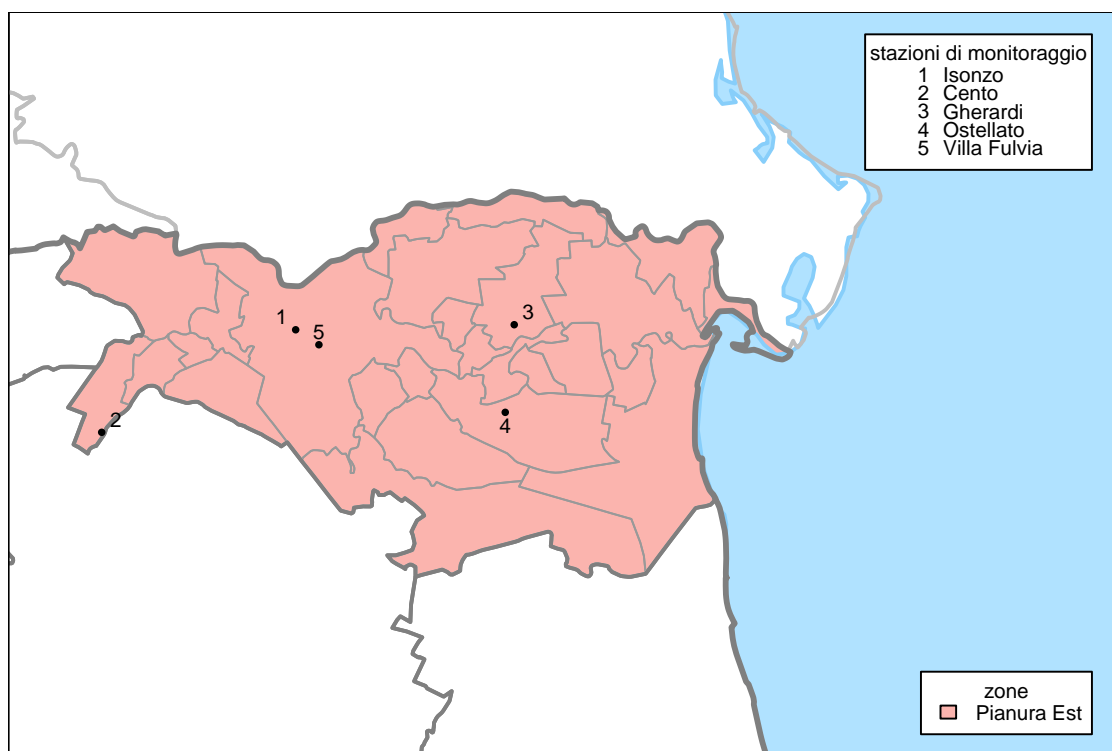 stazioni di monitoraggio
1 Isonzo
2 Cento
3 Gherardi
4 Ostellato
5 Villa Fulvia
3
1
5
2
4
zone
Pianura Est